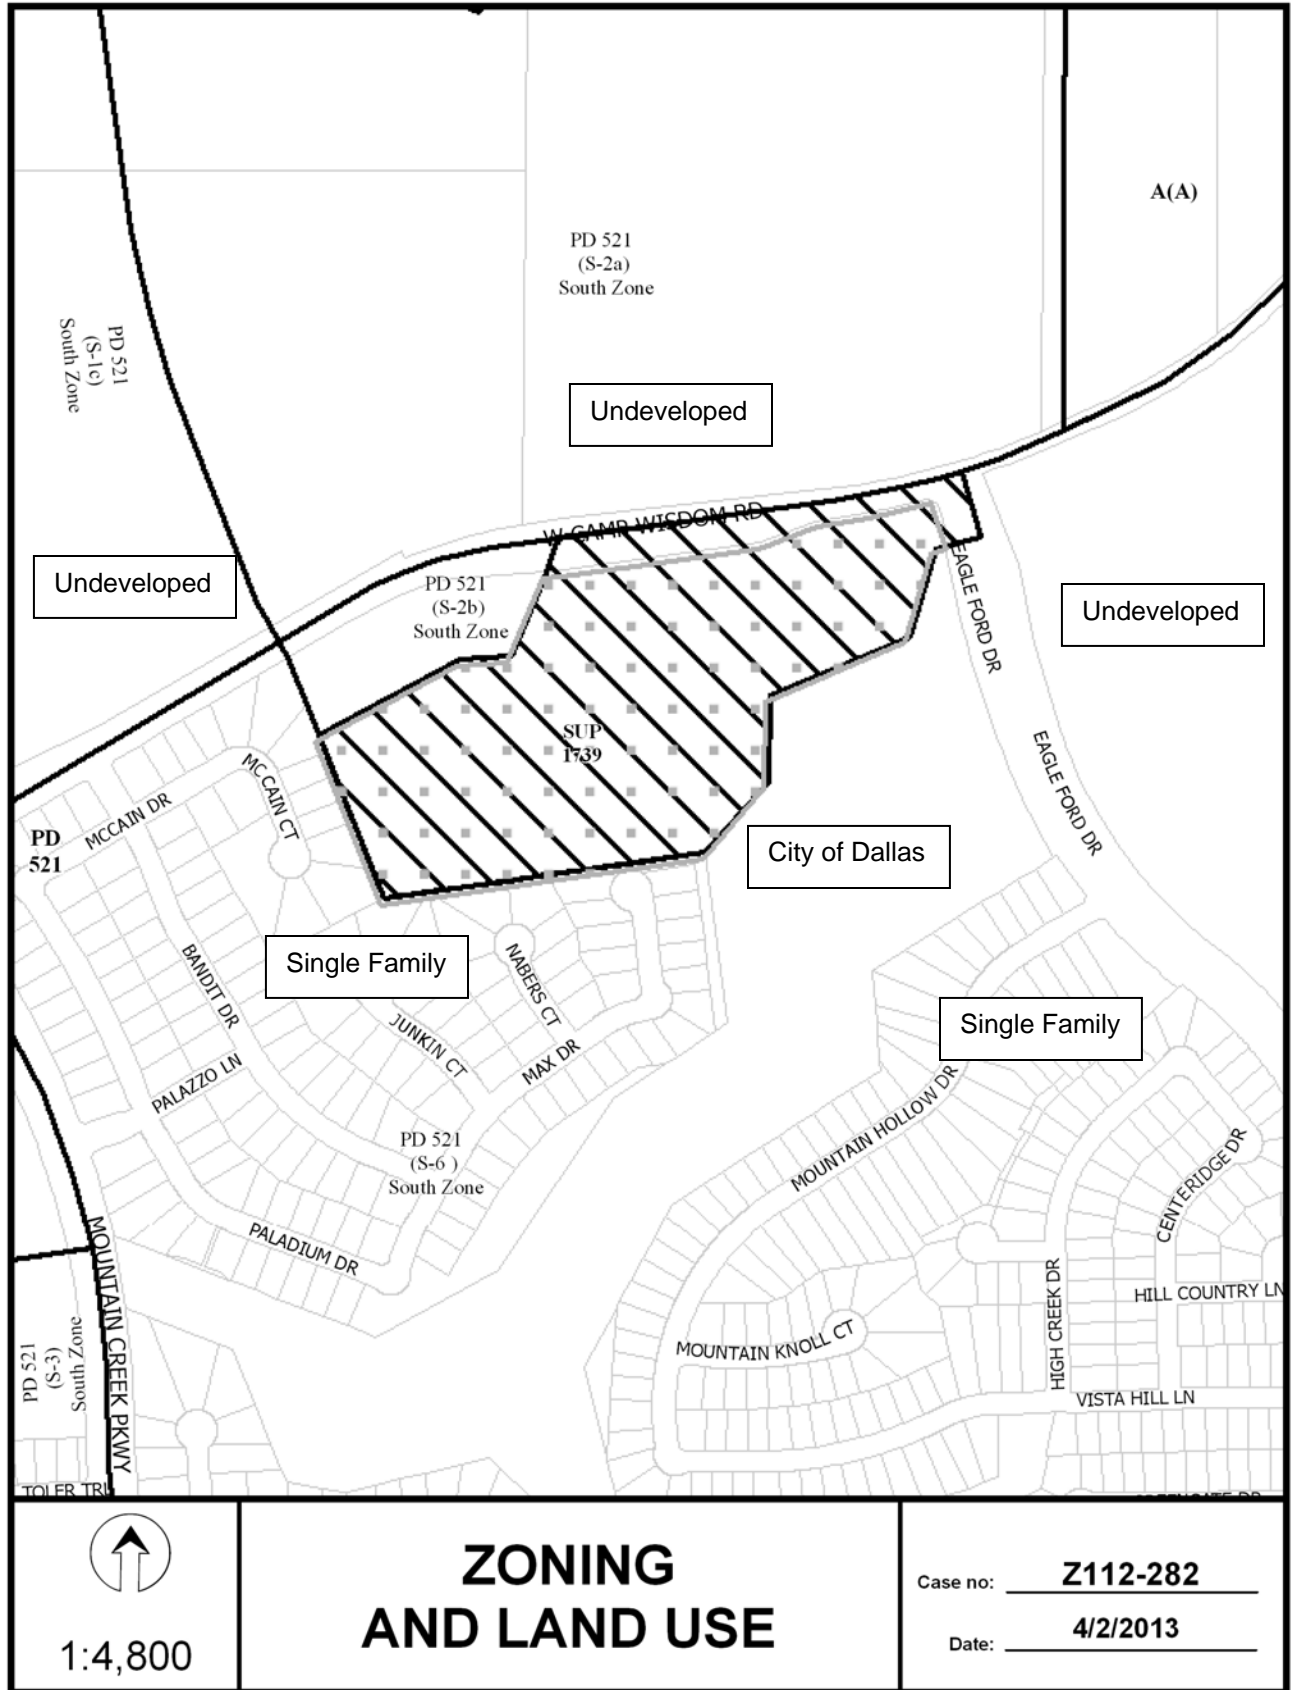 A(A)
PD 521
(S-2a)
South Zone
PD 521
(S-1c)
South Zone
Undeveloped
W CAMP WISDOM RD
Undeveloped
PD 521
(S-2b)
South Zone
EAGLE FORD DR
Undeveloped
SUP
1739
EAGLE FORD DR
MC CAIN CT
MCCAIN DR
PD
521
City of Dallas
Single Family
BANDIT DR
NABERS CT
JUNKIN CT
MAX DR
PALAZZO LN
Single Family
MOUNTAIN HOLLOW DR
PD 521
(S-6 )
South Zone
CENTERIDGE DR
PALADIUM DR
MOUNTAIN CREEK PKWY
HIGH CREEK DR
HILL COUNTRY LN
MOUNTAIN KNOLL CT
PD 521
(S-3)
South Zone
VISTA HILL LN
TOLER TRL
1:4,800
ZONING
AND LAND USE
Case no: Z112-282
Date: 4/2/2013